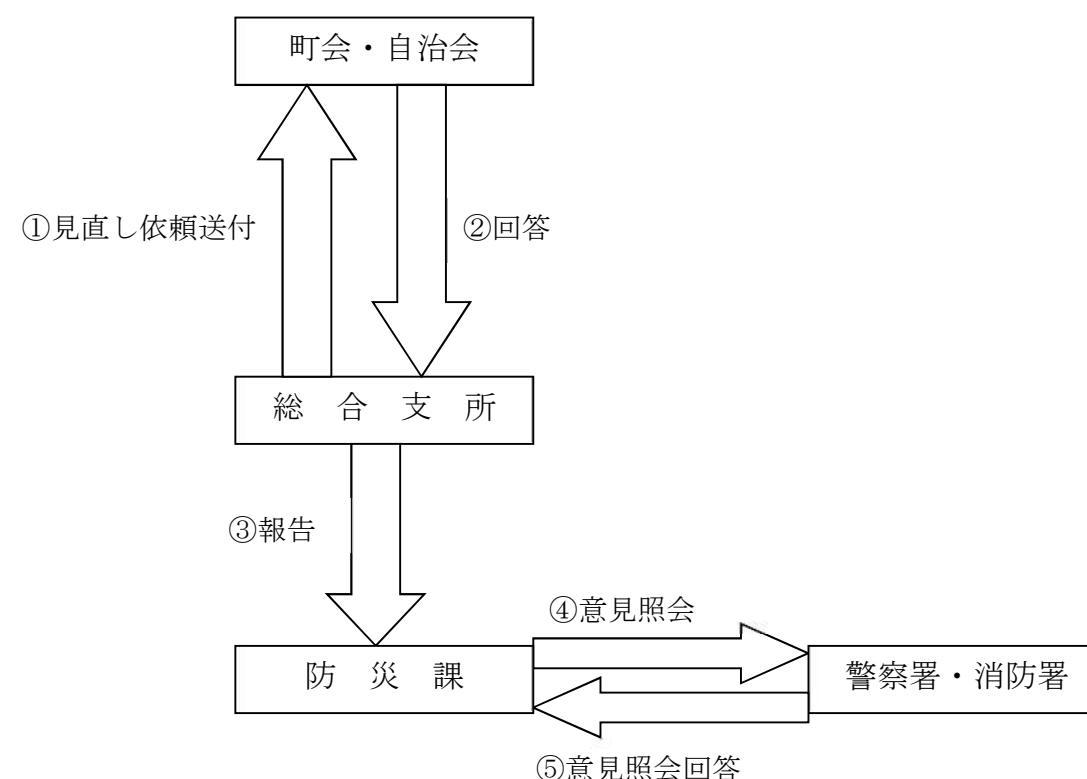 町会・自治会
①見直し依頼送付
②回答
総合支所
③報告
④意見照会
防災課
警察署・消防署
⑤意見照会回答